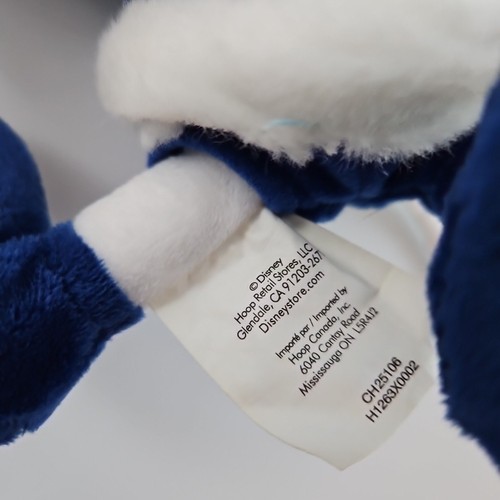 © Disney
Hoop Retail Stores, LLC
Glendale, CA 91203-267
Disneystore.com
Importé par / Imported by
Hoop Canada, Inc.
6040 Cantay Road
Mississauga ON L5R4J2
CH25106
H1263X0002